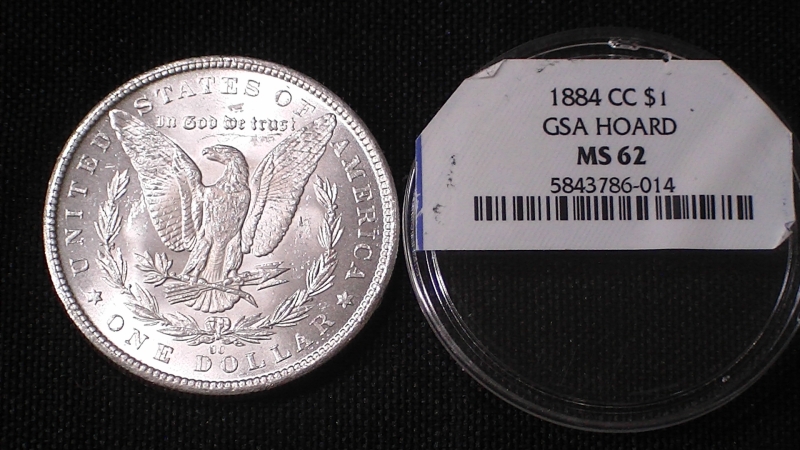 UNITED STATES OF AMERICA
In God we trust
CC
ONE DOLLAR
1884 CC $1
GSA HOARD
MS 62
5843786-014